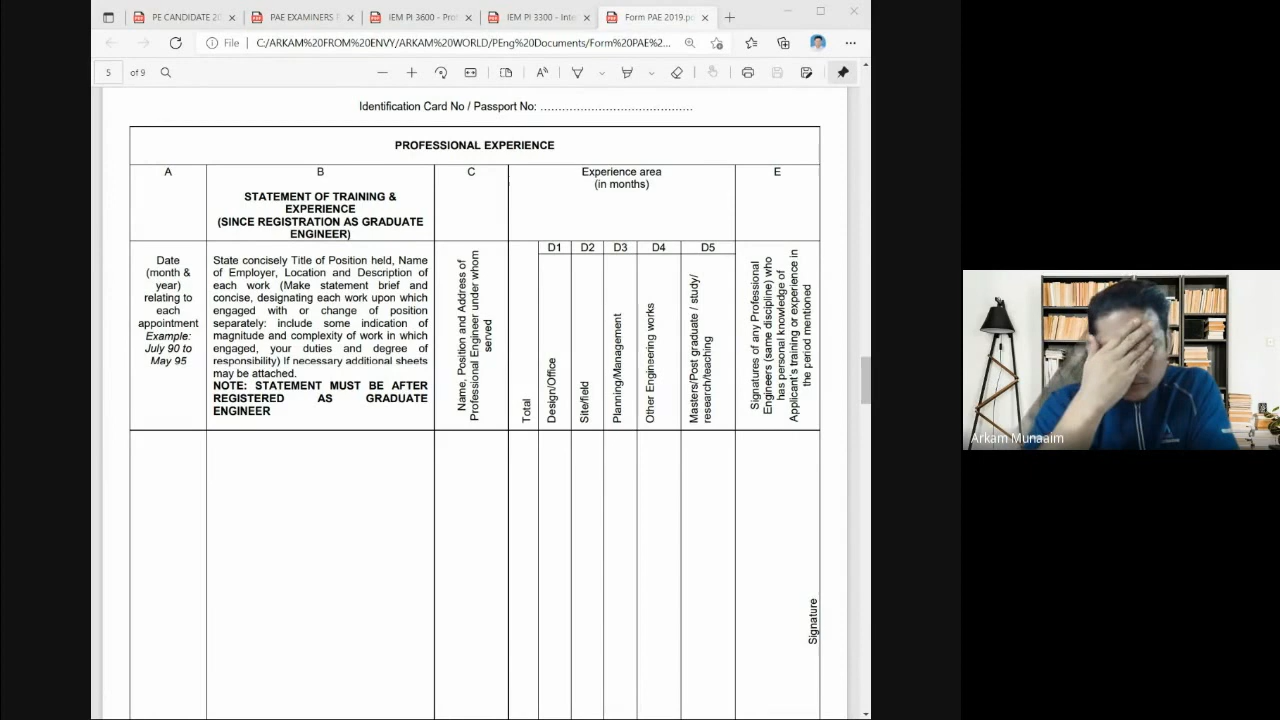 PE CANDIDATE 20
PAE EXAMINERS
IEM PI 3600 - Pro
IEM PI 3300 - Inte
Form PAE 2019.pd
File
C:/ARKAM%20FROM%20ENVY/ARKAM%20WORLD/PEng%20Documents/Form%20PAE%2...
5
of 9
Identification Card No / Passport No: ..........................................
PROFESSIONAL EXPERIENCE
A
B
STATEMENT OF TRAINING &
EXPERIENCE
(SINCE REGISTRATION AS GRADUATE
ENGINEER)
C
Experience area
(in months)
E
Date
(month &
year)
relating to
each
appointment
Example:
July 90 to
May 95
State concisely Title of Position held, Name
of Employer, Location and Description of
each work (Make statement brief and
concise, designating each work upon which
engaged with or change of position
separately: include some indication of
magnitude and complexity of work in which
engaged, your duties and degree of
responsibility) If necessary additional sheets
may be attached.
NOTE: STATEMENT MUST BE AFTER
REGISTERED AS GRADUATE
ENGINEER
Name, Position and Address of
Professional Engineer under whom
served
Total
D1
Design/Office
D2
Site/field
D3
Planning/Management
D4
Other Engineering works
D5
Masters/Post graduate / study/
research/teaching
Signatures of any Professional
Engineers (same discipline) who
has personal knowledge of
Applicant's training or experience in
the period mentioned
Signature
Arkam Munaaim